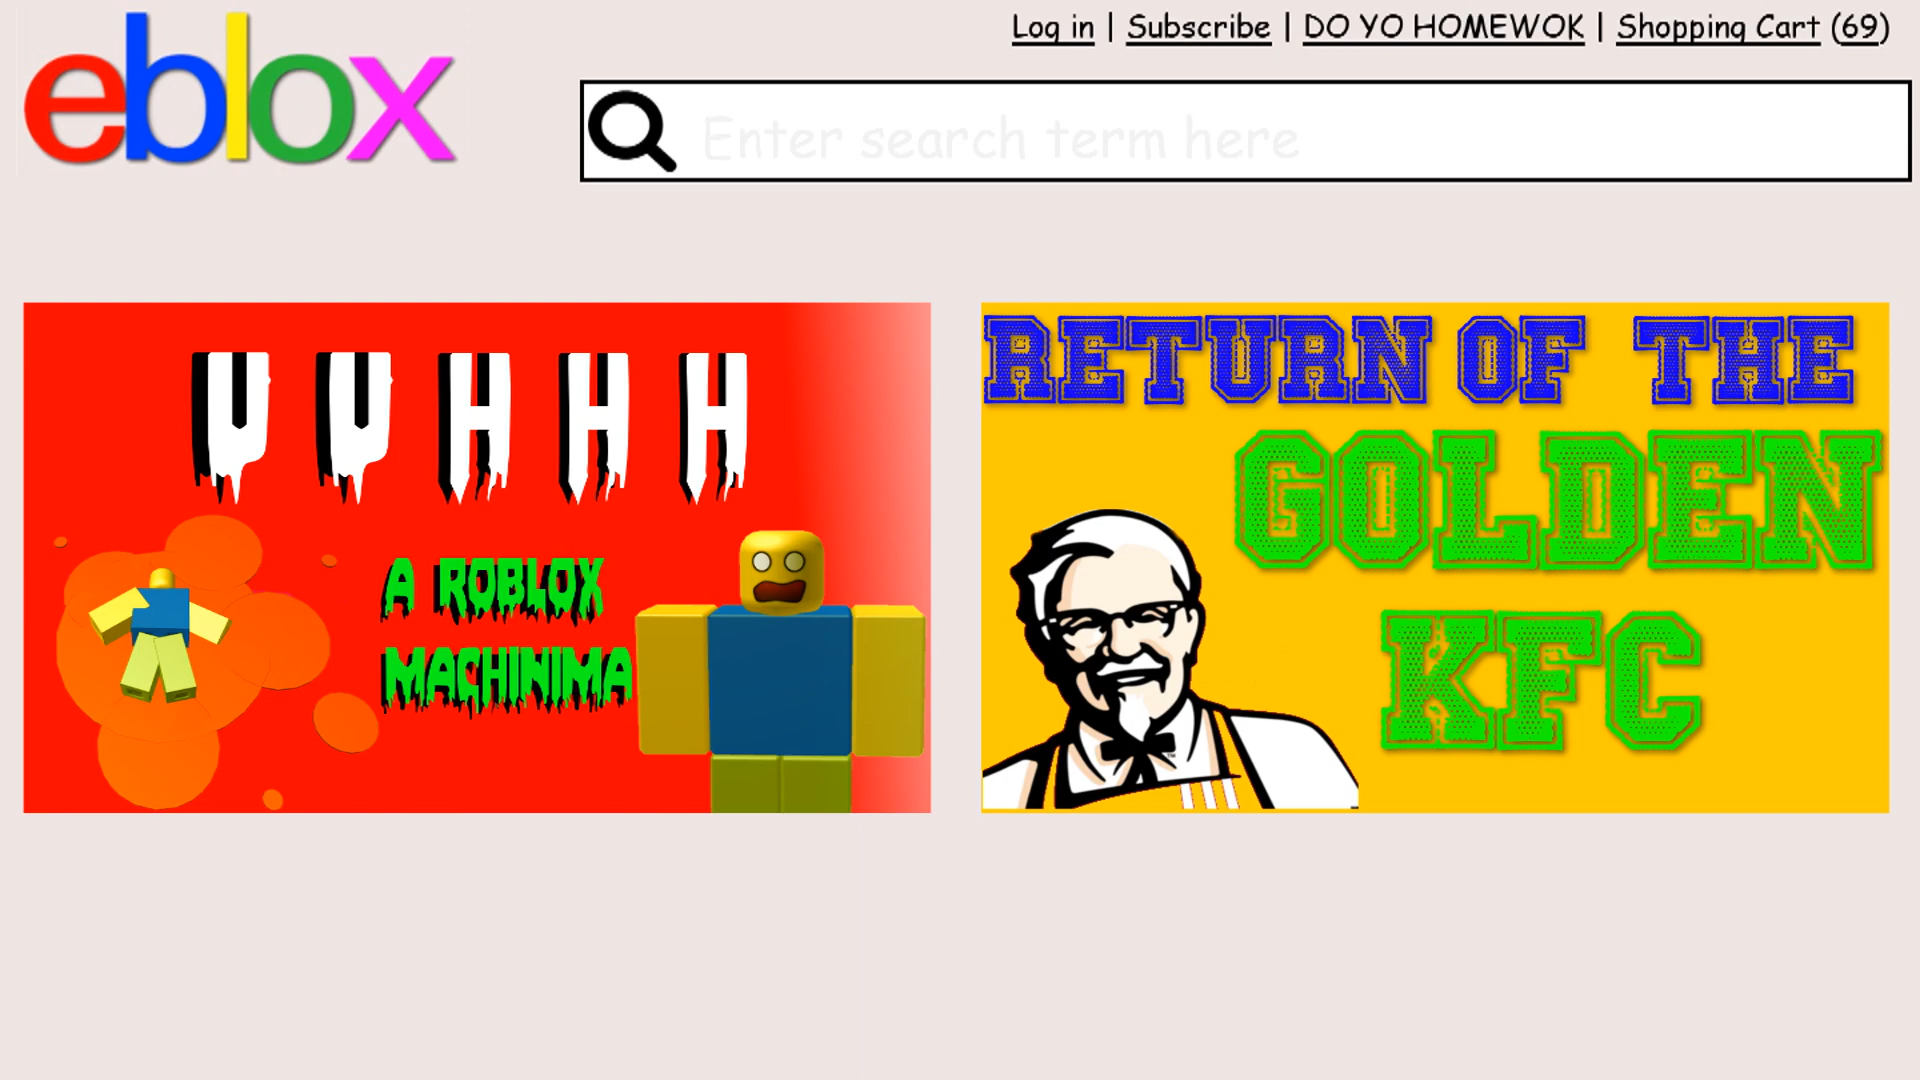 eblox
Log in | Subscribe | DO YO HOMEWOK | Shopping Cart (69)
Enter search term here
U U H H H
A ROBLOX
MACHINIMA
RETURN OF THE
GOLDEN
KFC